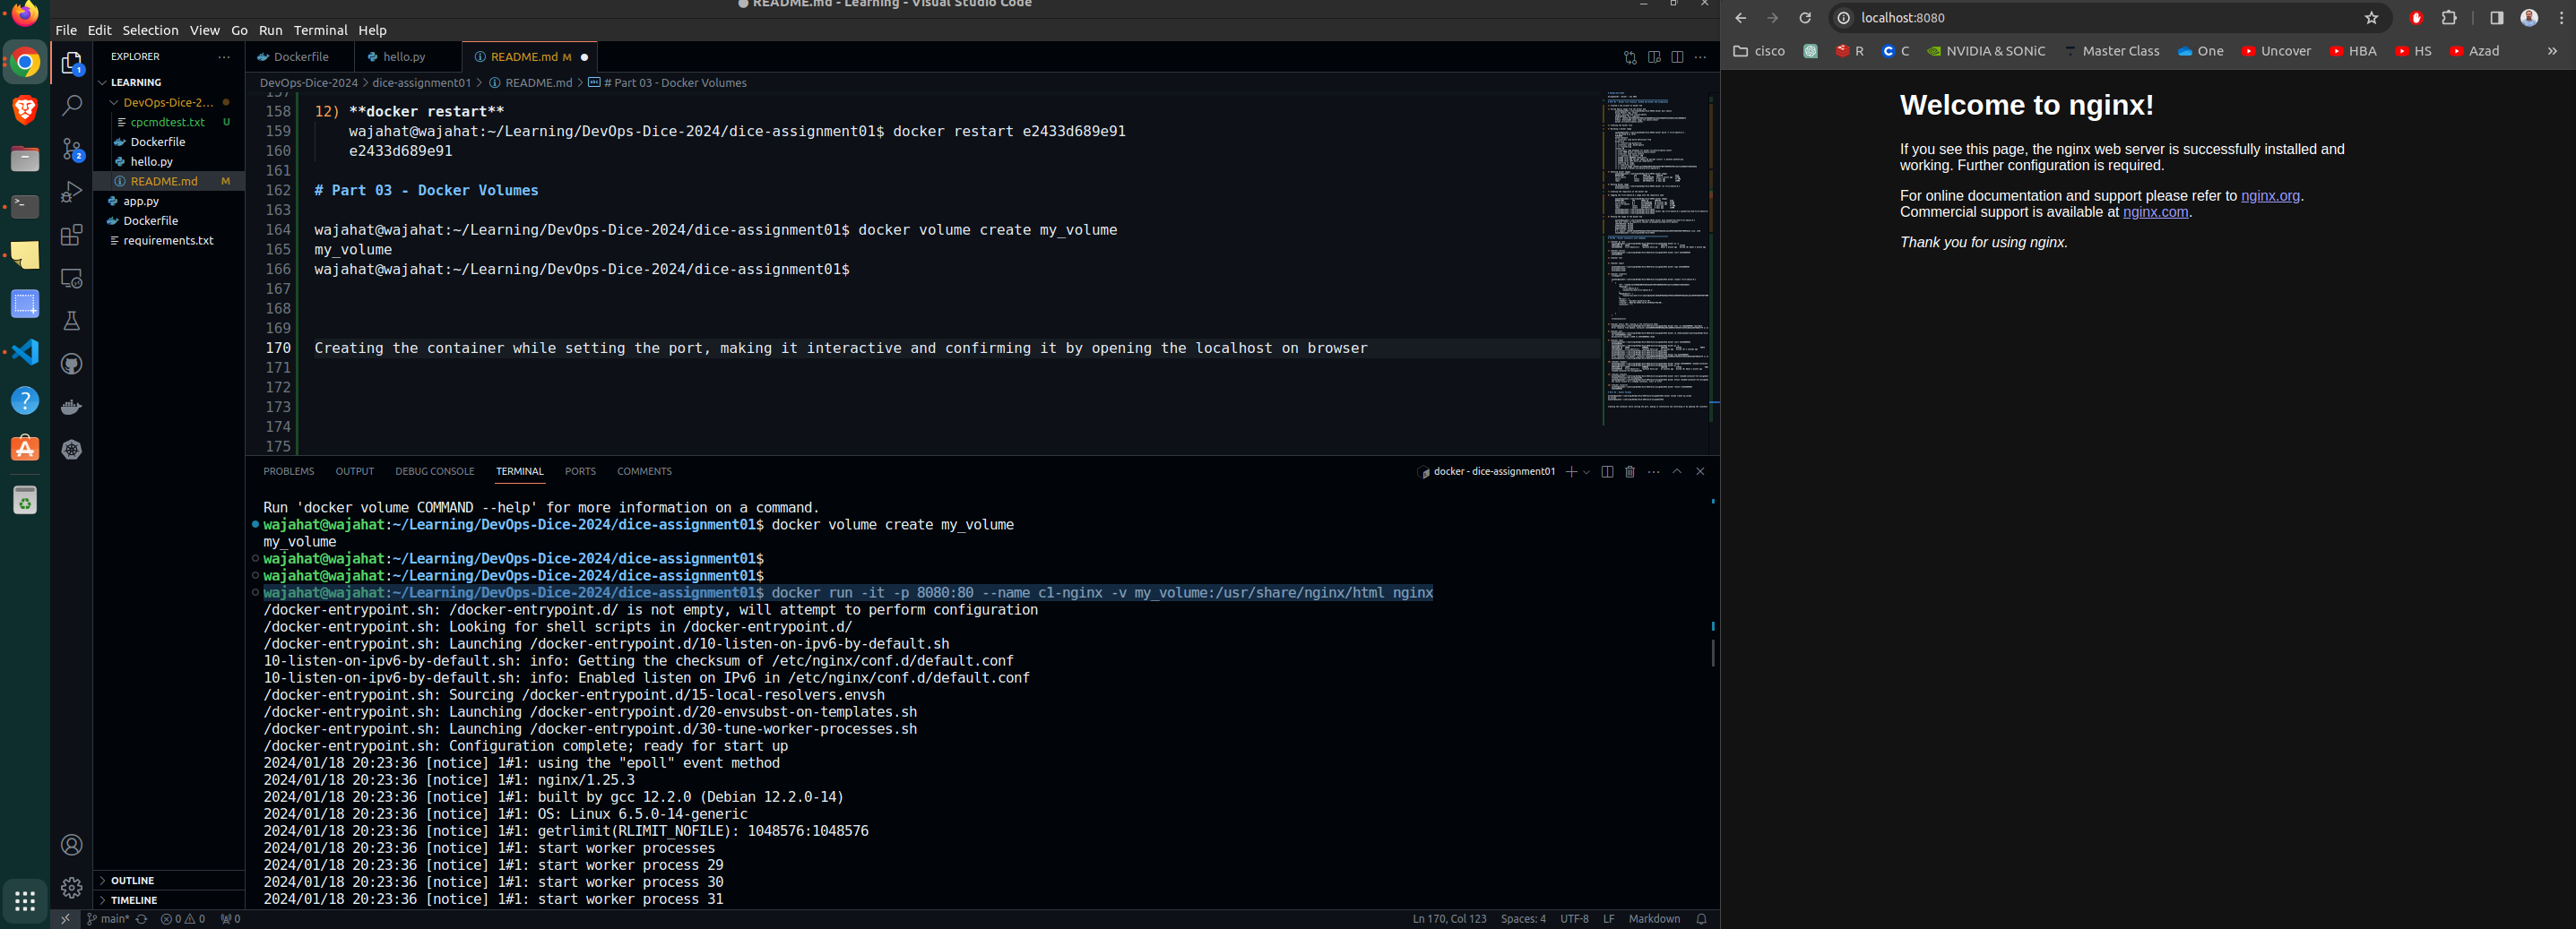 README.md - Learning - Visual Studio Code
File Edit Selection View Go Run Terminal Help
EXPLORER
LEARNING
DevOps-Dice-2...
cpcmdtest.txt U
Dockerfile
hello.py
README.md M
app.py
Dockerfile
requirements.txt
OUTLINE
TIMELINE
Dockerfile hello.py README.md M
DevOps-Dice-2024 > dice-assignment01 > README.md > # Part 03 - Docker Volumes
157
158 12) **docker restart**
159 wajahat@wajahat:~/Learning/DevOps-Dice-2024/dice-assignment01$ docker restart e2433d689e91
160 e2433d689e91
161
162 # Part 03 - Docker Volumes
163
164 wajahat@wajahat:~/Learning/DevOps-Dice-2024/dice-assignment01$ docker volume create my_volume
165 my_volume
166 wajahat@wajahat:~/Learning/DevOps-Dice-2024/dice-assignment01$
167
168
169
170 Creating the container while setting the port, making it interactive and confirming it by opening the localhost on browser
171
172
173
174
175
PROBLEMS OUTPUT DEBUG CONSOLE TERMINAL PORTS COMMENTS
docker - dice-assignment01
Run 'docker volume COMMAND --help' for more information on a command.
wajahat@wajahat:~/Learning/DevOps-Dice-2024/dice-assignment01$ docker volume create my_volume
my_volume
wajahat@wajahat:~/Learning/DevOps-Dice-2024/dice-assignment01$
wajahat@wajahat:~/Learning/DevOps-Dice-2024/dice-assignment01$
wajahat@wajahat:~/Learning/DevOps-Dice-2024/dice-assignment01$ docker run -it -p 8080:80 --name c1-nginx -v my_volume:/usr/share/nginx/html nginx
/docker-entrypoint.sh: /docker-entrypoint.d/ is not empty, will attempt to perform configuration
/docker-entrypoint.sh: Looking for shell scripts in /docker-entrypoint.d/
/docker-entrypoint.sh: Launching /docker-entrypoint.d/10-listen-on-ipv6-by-default.sh
10-listen-on-ipv6-by-default.sh: info: Getting the checksum of /etc/nginx/conf.d/default.conf
10-listen-on-ipv6-by-default.sh: info: Enabled listen on IPv6 in /etc/nginx/conf.d/default.conf
/docker-entrypoint.sh: Sourcing /docker-entrypoint.d/15-local-resolvers.envsh
/docker-entrypoint.sh: Launching /docker-entrypoint.d/20-envsubst-on-templates.sh
/docker-entrypoint.sh: Launching /docker-entrypoint.d/30-tune-worker-processes.sh
/docker-entrypoint.sh: Configuration complete; ready for start up
2024/01/18 20:23:36 [notice] 1#1: using the "epoll" event method
2024/01/18 20:23:36 [notice] 1#1: nginx/1.25.3
2024/01/18 20:23:36 [notice] 1#1: built by gcc 12.2.0 (Debian 12.2.0-14)
2024/01/18 20:23:36 [notice] 1#1: OS: Linux 6.5.0-14-generic
2024/01/18 20:23:36 [notice] 1#1: getrlimit(RLIMIT_NOFILE): 1048576:1048576
2024/01/18 20:23:36 [notice] 1#1: start worker processes
2024/01/18 20:23:36 [notice] 1#1: start worker process 29
2024/01/18 20:23:36 [notice] 1#1: start worker process 30
2024/01/18 20:23:36 [notice] 1#1: start worker process 31
main* 0 0 0 Ln 170, Col 123 Spaces: 4 UTF-8 LF Markdown
localhost:8080
cisco R C NVIDIA & SONiC Master Class One Uncover HBA HS Azad
Welcome to nginx!
If you see this page, the nginx web server is successfully installed and
working. Further configuration is required.
For online documentation and support please refer to nginx.org.
Commercial support is available at nginx.com.
Thank you for using nginx.